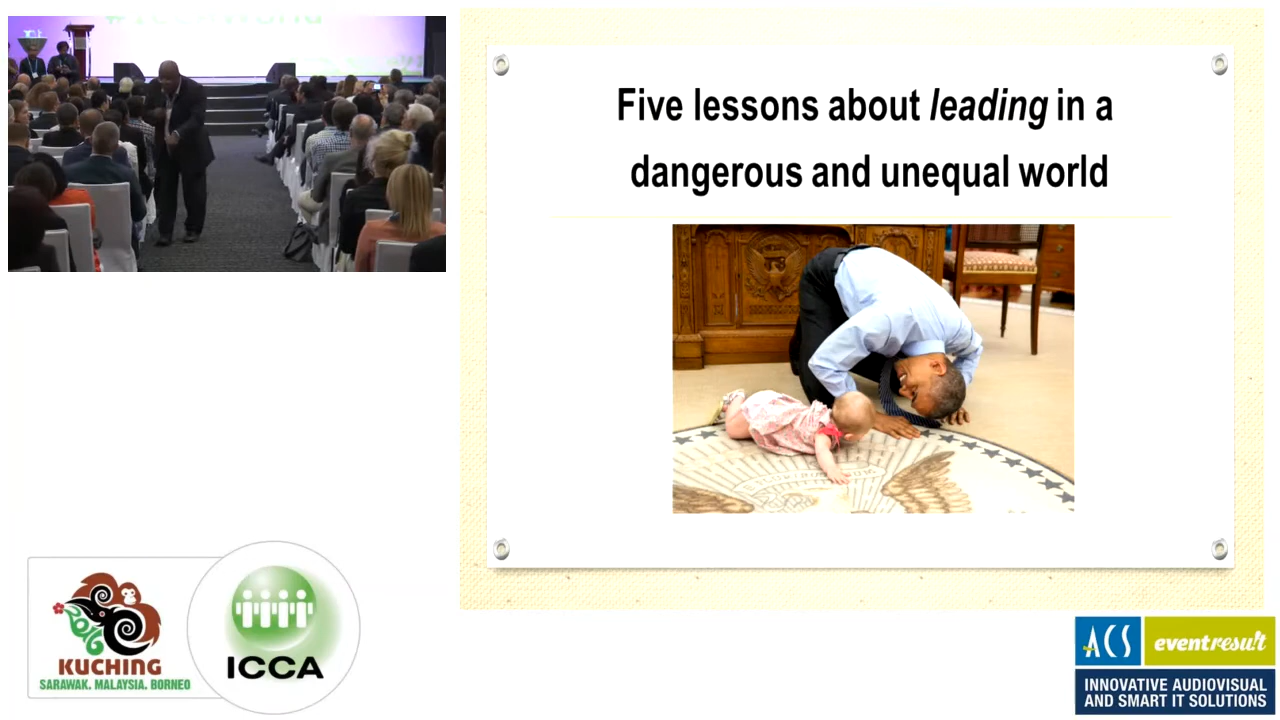 Five lessons about leading in a
dangerous and unequal world
2016
KUCHING
SARAWAK. MALAYSIA. BORNEO
ICCA
ACS
eventresult
INNOVATIVE AUDIOVISUAL
AND SMART IT SOLUTIONS